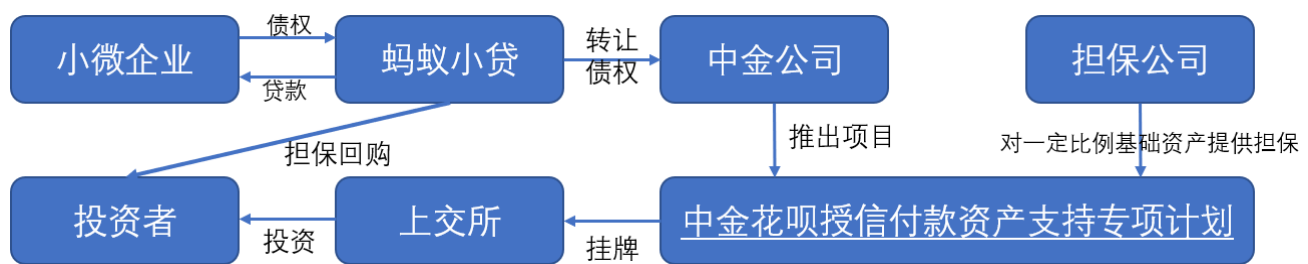 小微企业
债权
贷款
蚂蚁小贷
转让
债权
中金公司
担保公司
担保回购
推出项目
对一定比例基础资产提供担保
投资者
投资
上交所
挂牌
中金花呗授信付款资产支持专项计划